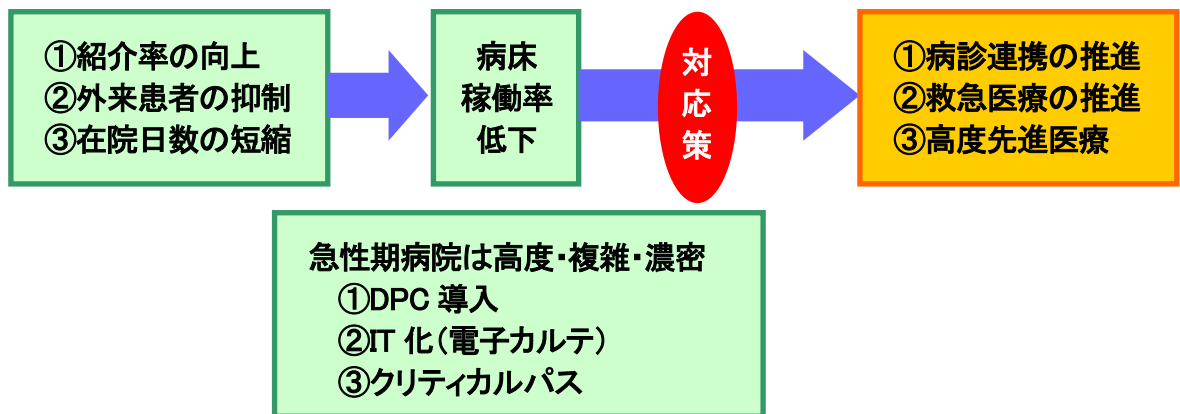 ①紹介率の向上
②外来患者の抑制
③在院日数の短縮
病床
稼働率
低下
対
応
策
①病診連携の推進
②救急医療の推進
③高度先進医療
急性期病院は高度・複雑・濃密
①DPC 導入
②IT 化（電子カルテ）
③クリティカルパス